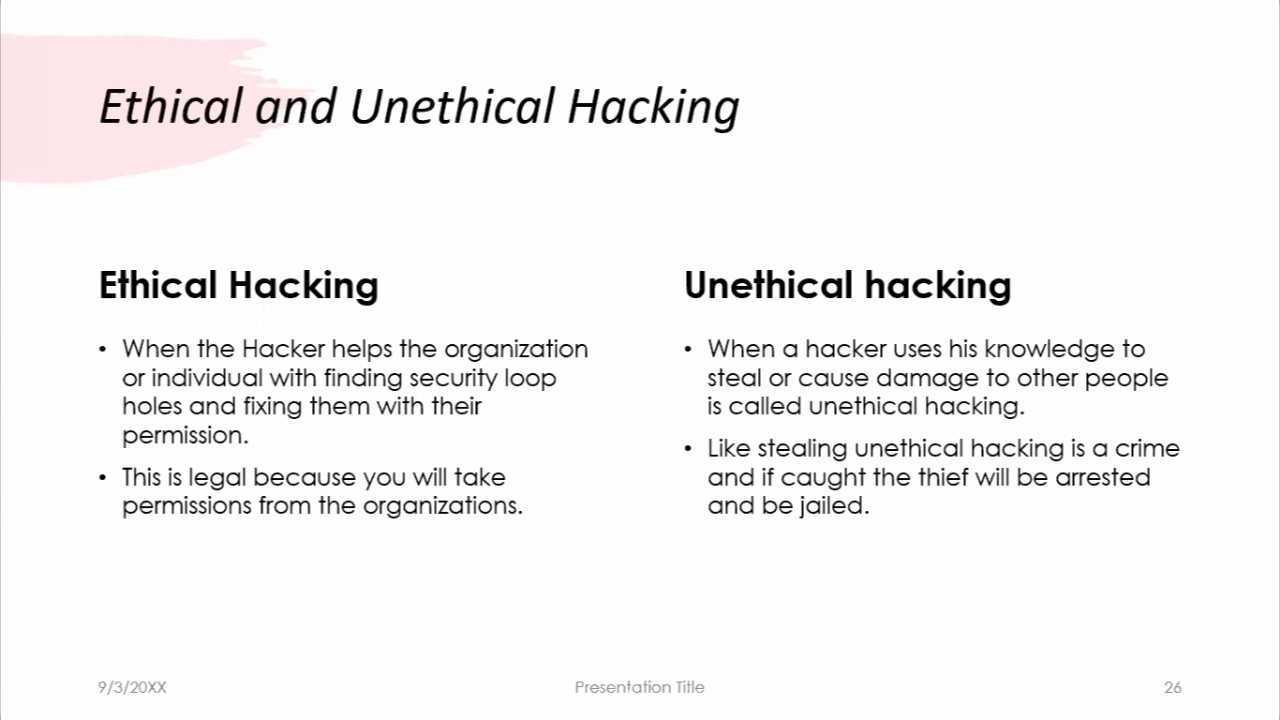 Ethical and Unethical Hacking
Ethical Hacking
• When the Hacker helps the organization
or individual with finding security loop
holes and fixing them with their
permission.
• This is legal because you will take
permissions from the organizations.
Unethical hacking
• When a hacker uses his knowledge to
steal or cause damage to other people
is called unethical hacking.
• Like stealing unethical hacking is a crime
and if caught the thief will be arrested
and be jailed.
9/3/20XX
Presentation Title
26